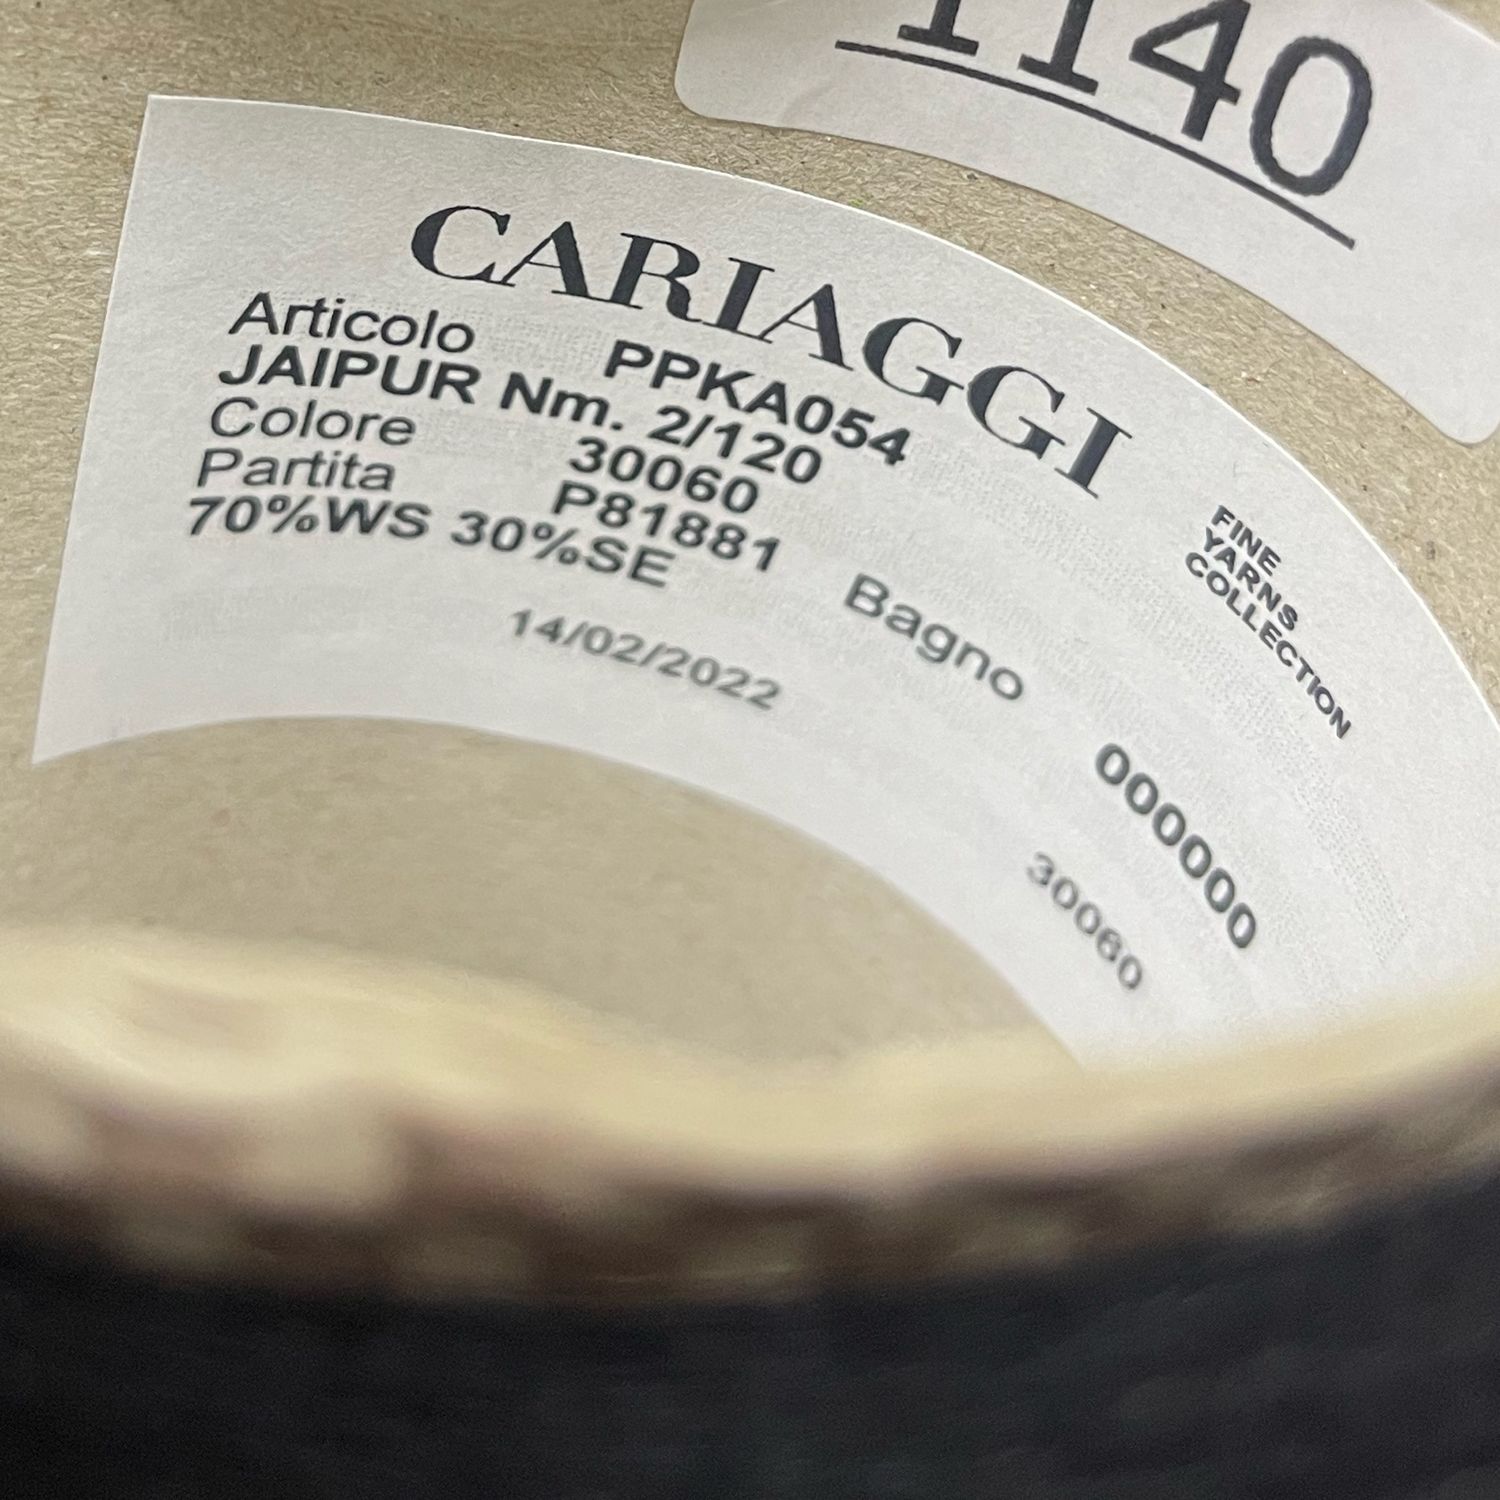 1140
CARIAGGI
FINE
YARNS
COLLECTION
Articolo PPKA054
JAIPUR Nm. 2/120
Colore 30060
Partita P81881 Bagno 000000
70%WS 30%SE
14/02/2022 30060